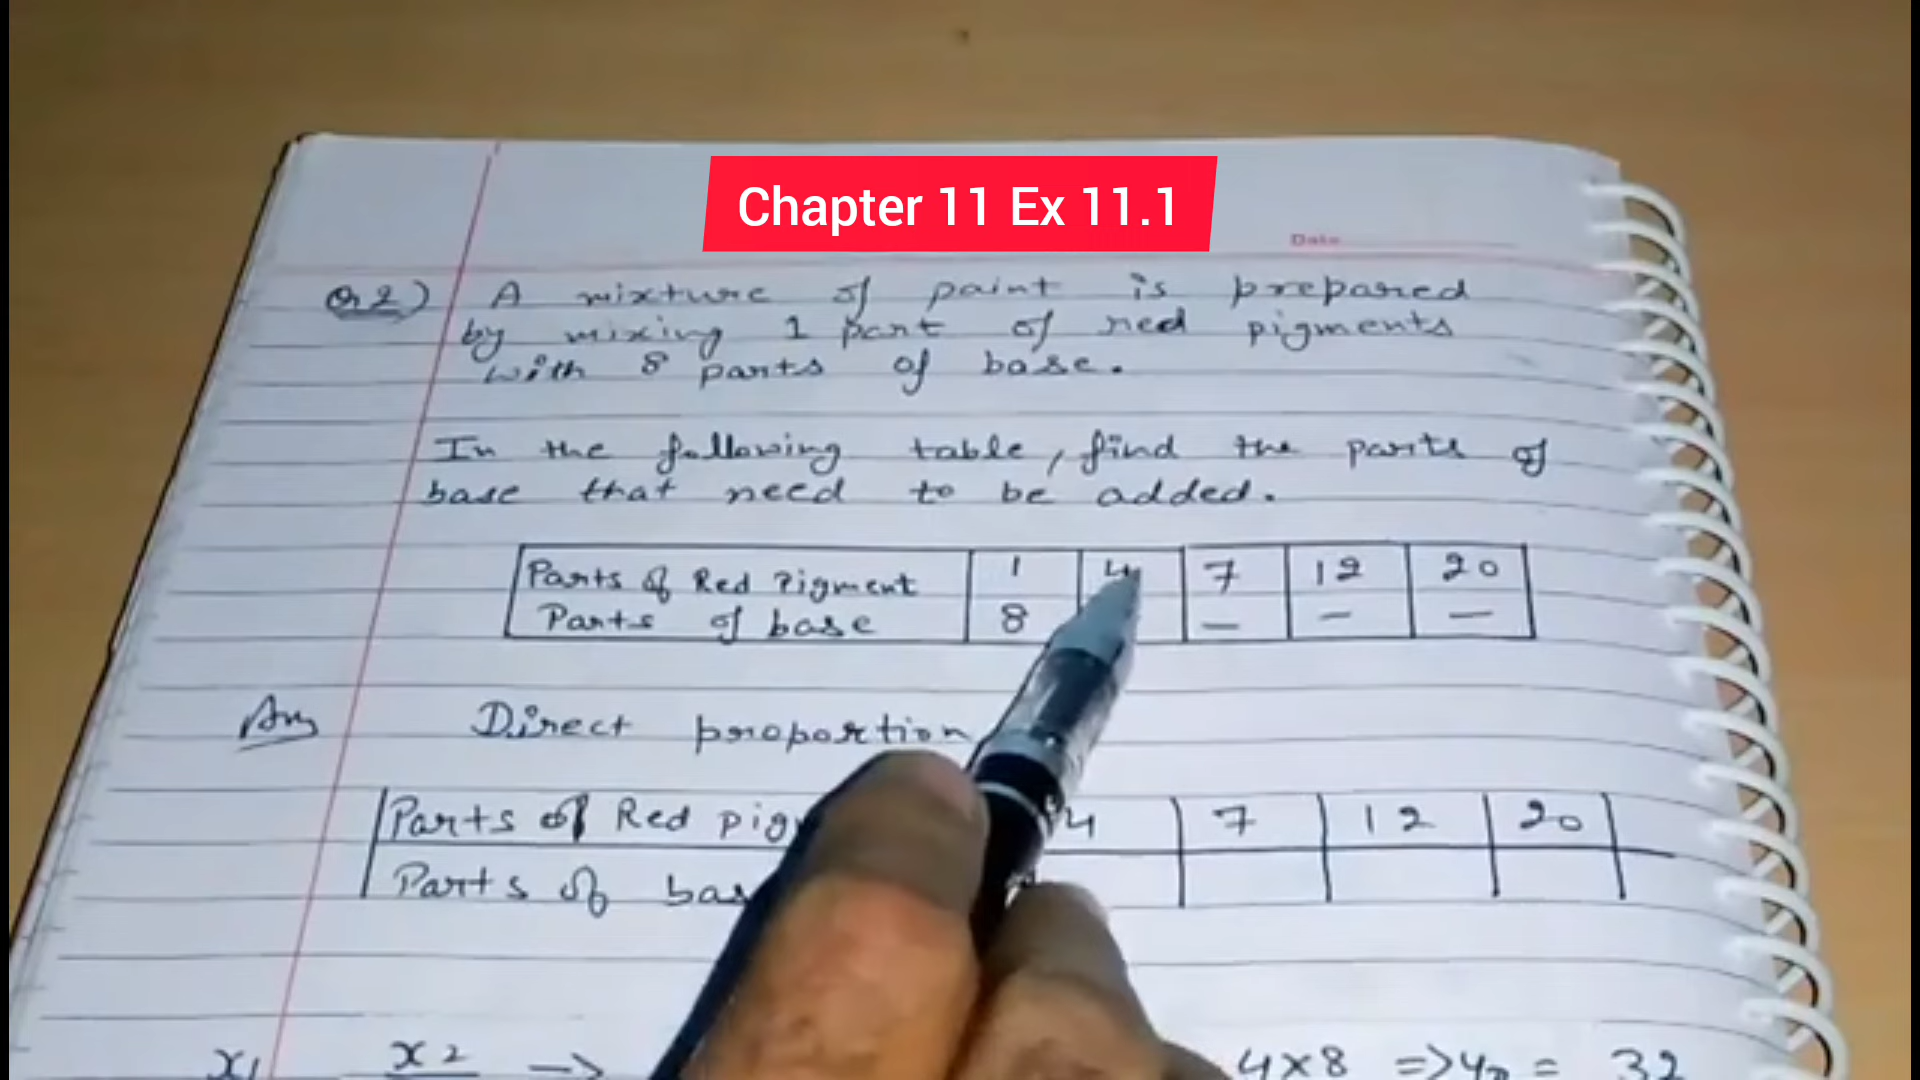 Chapter 11 Ex 11.1
Date
Qn 2) A mixture of paint is prepared
by mixing 1 part of red pigments
with 8 parts of base.
In the following table, find the parts of
base that need to be added.
Parts of Red Pigment 1 4 7 12 20
Parts of base 8 — — —
Ans Direct proportion
Parts of Red 4 7 12 20
Parts of
x1 x2 → 4×8 => y2 = 32